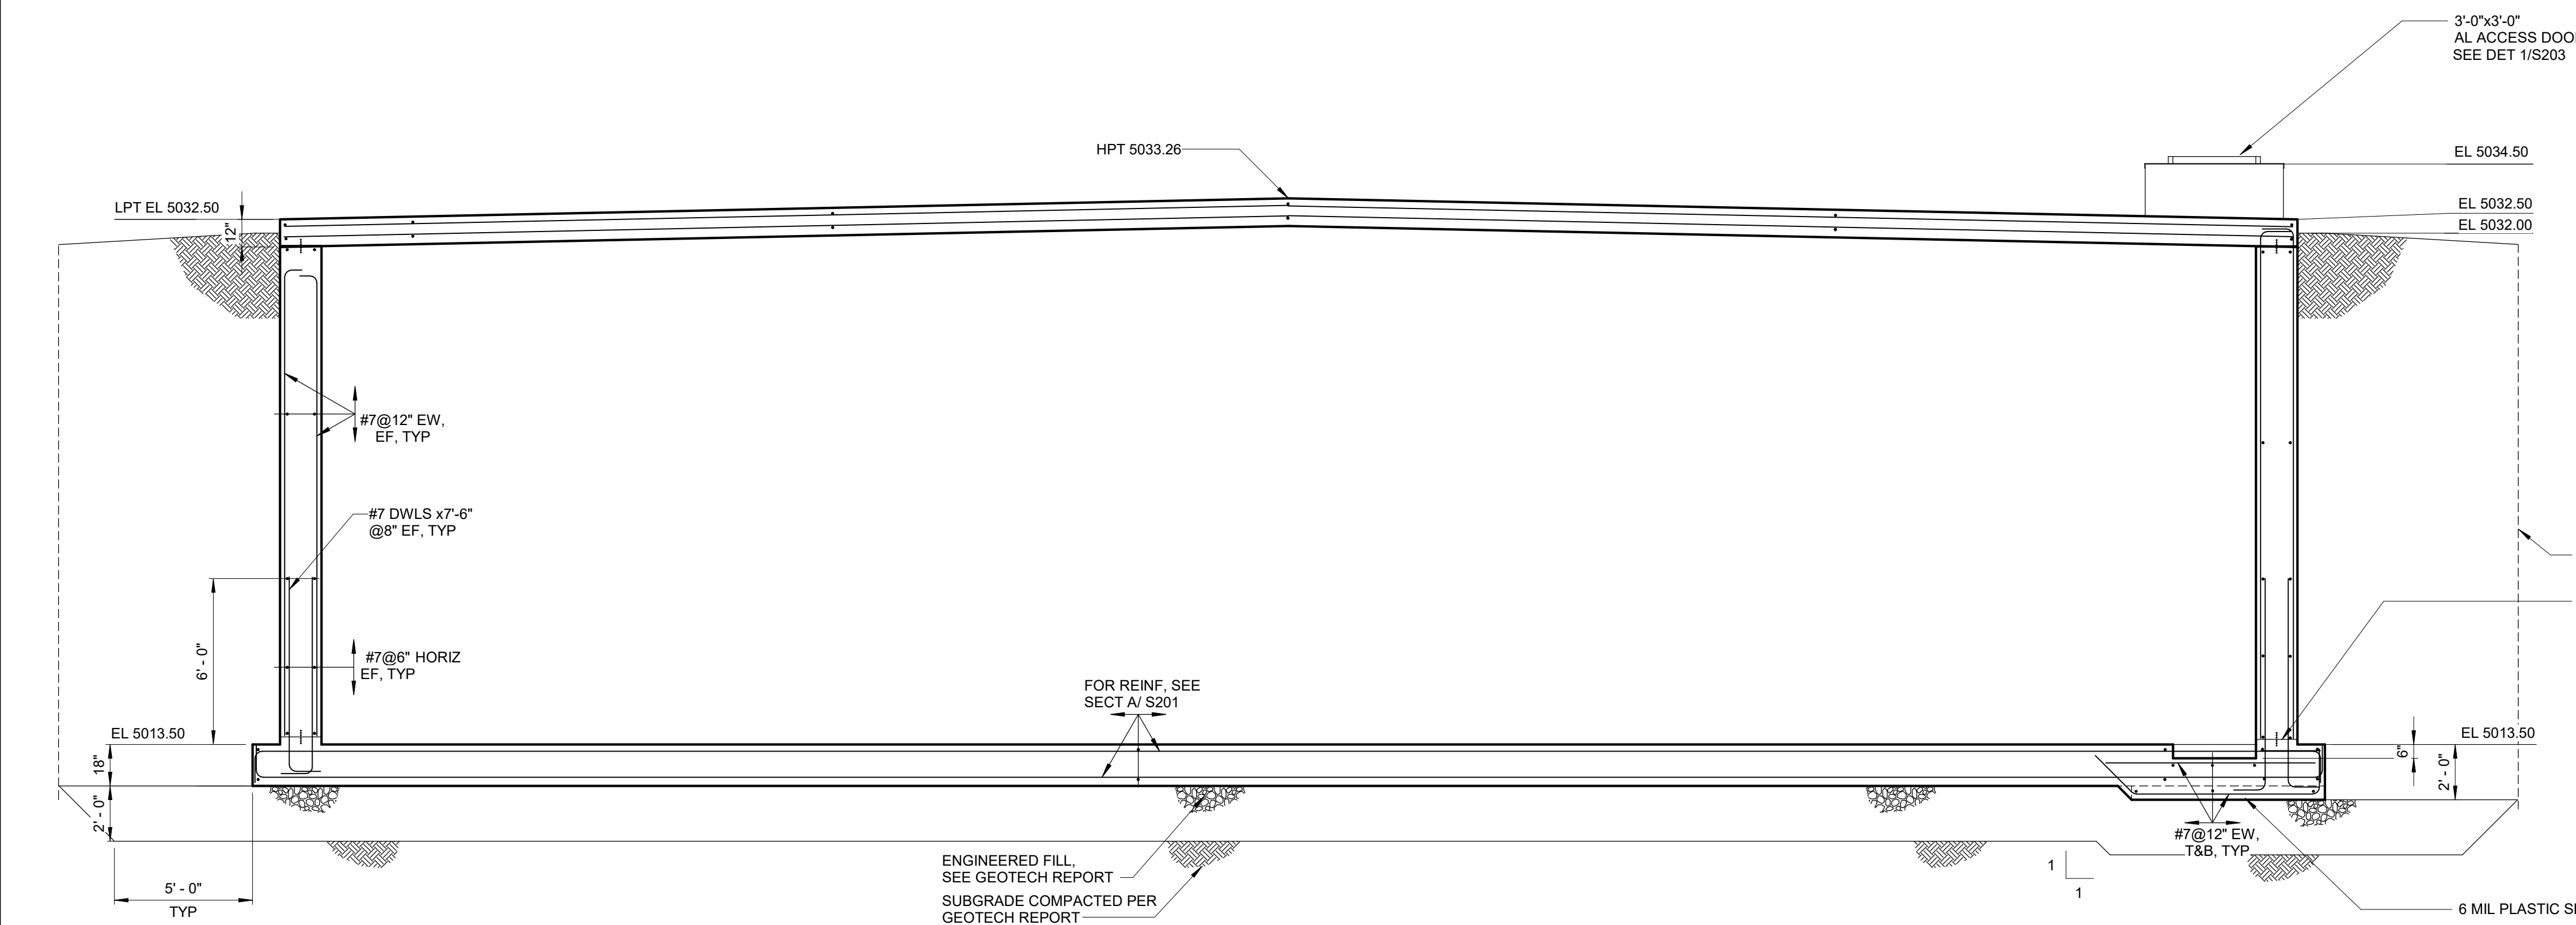 3'-0"x3'-0"
AL ACCESS DOO
SEE DET 1/S203
HPT 5033.26
EL 5034.50
LPT EL 5032.50
12"
EL 5032.50
EL 5032.00
#7@12" EW,
EF, TYP
#7 DWLS x7'-6"
@8" EF, TYP
6' - 0"
#7@6" HORIZ
EF, TYP
FOR REINF, SEE
SECT A/ S201
EL 5013.50
18"
2' - 0"
EL 5013.50
6"
2' - 0"
#7@12" EW,
T&B, TYP
ENGINEERED FILL,
SEE GEOTECH REPORT
SUBGRADE COMPACTED PER
GEOTECH REPORT
5' - 0"
TYP
1
1
6 MIL PLASTIC S